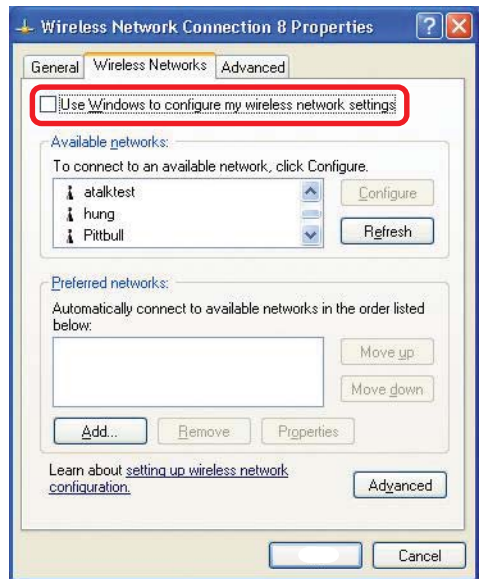 Wireless Network Connection 8 Properties
General Wireless Networks Advanced
Use Windows to configure my wireless network settings
Available networks:
To connect to an available network, click Configure.
atalktest
hung
Pittbull
Configure
Refresh
Preferred networks:
Automatically connect to available networks in the order listed
below:
Move up
Move down
Add... Remove Properties
Learn about setting up wireless network
configuration.
Advanced
Cancel